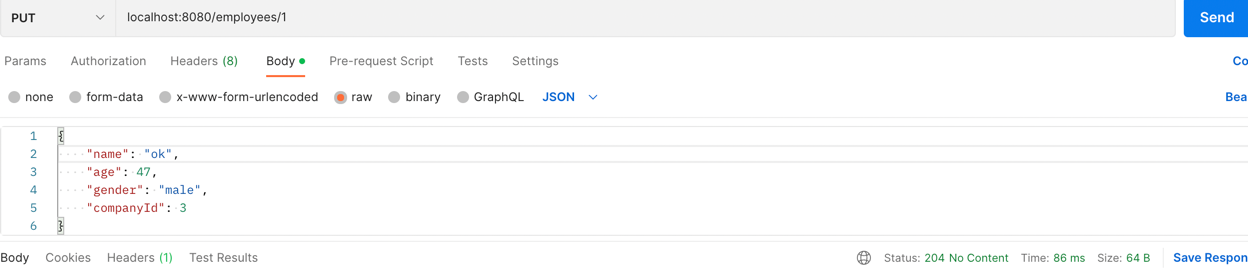 PUT localhost:8080/employees/1 Send
Params Authorization Headers (8) Body Pre-request Script Tests Settings Co
none form-data x-www-form-urlencoded raw binary GraphQL JSON Bea
1 {
2 "name": "ok",
3 "age": 47,
4 "gender": "male",
5 "companyId": 3
6 }
Body Cookies Headers (1) Test Results Status: 204 No Content Time: 86 ms Size: 64 B Save Respon